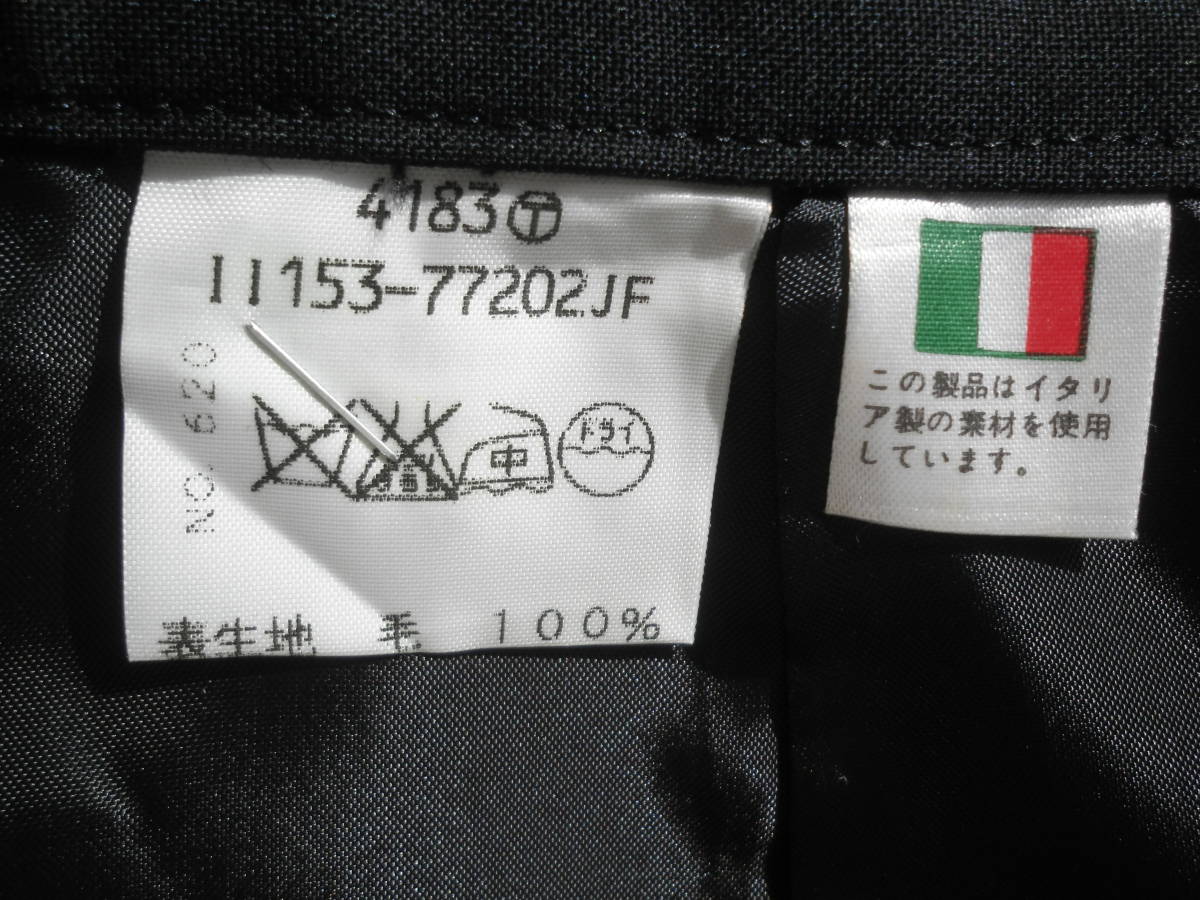 4183Ⓣ
11153-77202JF
NO. 620
中
ドライ
表生地 毛 100%
この製品はイタリ
ア製の素材を使用
しています。